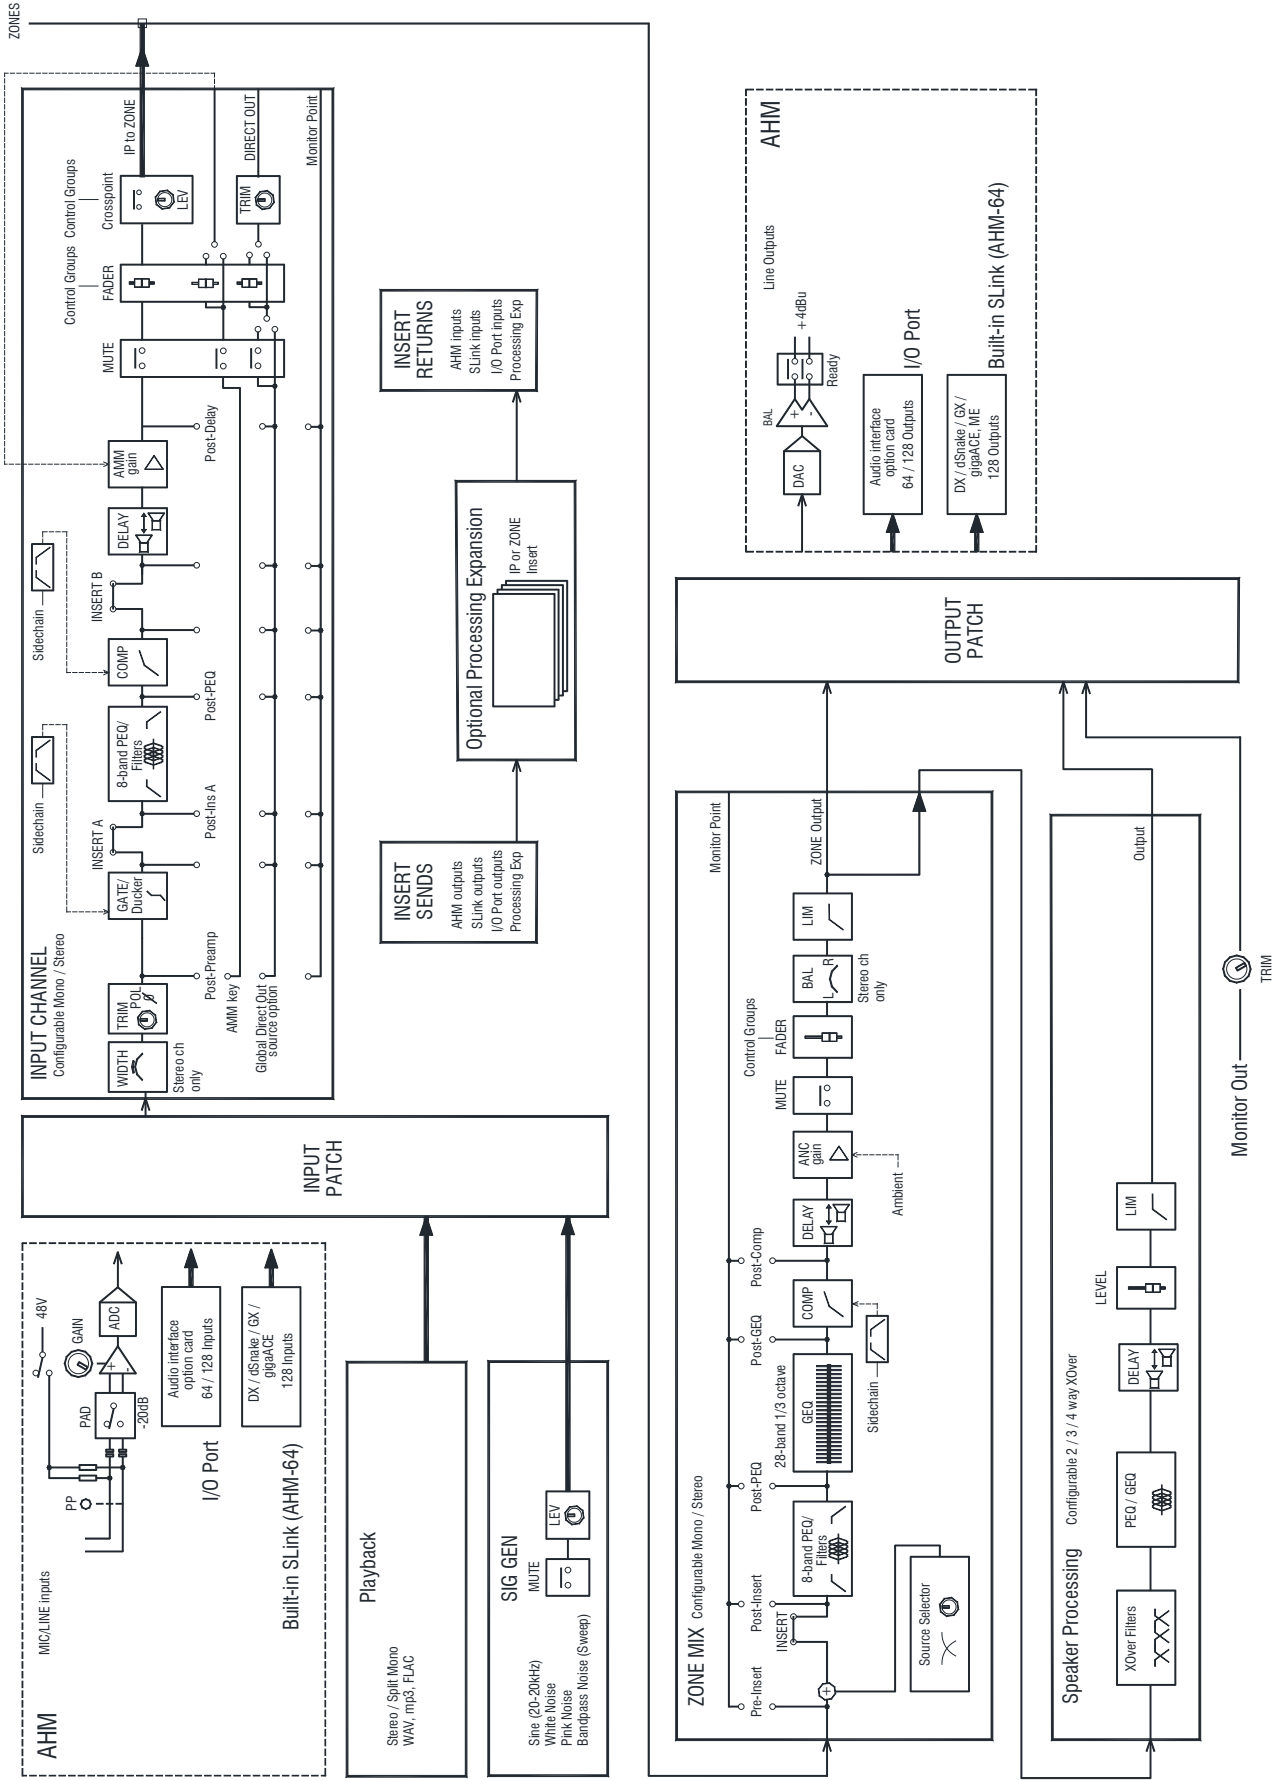 AHM
MIC/LINE inputs
PP
48V
PAD
-20dB
GAIN
+
-
ADC
Audio interface
option card
64 / 128 Inputs
I/O Port
DX / dSnake / GX /
gigaACE
128 Inputs
Built-in SLink (AHM-64)
Playback
Stereo / Split Mono
WAV, mp3, FLAC
SIG GEN
Sine (20-20kHz)
White Noise
Pink Noise
Bandpass Noise (Sweep)
MUTE
LEV
INPUT
PATCH
INPUT CHANNEL
Configurable Mono / Stereo
WIDTH
Stereo ch
only
TRIM
POL
Ø
Post-Preamp
AMM key
Global Direct Out
source option
GATE/
Ducker
Sidechain
INSERT A
Post-Ins A
8-band PEQ/
Filters
Post-PEQ
COMP
Sidechain
INSERT B
DELAY
AMM
gain
Post-Delay
MUTE
FADER
Control Groups
Crosspoint
Control Groups
LEV
TRIM
IP to ZONE
DIRECT OUT
Monitor Point
ZONES
INSERT
SENDS
AHM outputs
SLink outputs
I/O Port outputs
Processing Exp
Optional Processing Expansion
IP or ZONE
Insert
INSERT
RETURNS
AHM inputs
SLink inputs
I/O Port inputs
Processing Exp
ZONE MIX
Configurable Mono / Stereo
Pre-Insert
+
INSERT
Post-Insert
Source Selector
8-band PEQ/
Filters
Post-PEQ
28-band 1/3 octave
GEQ
Post-GEQ
COMP
Sidechain
Post-Comp
DELAY
ANC
gain
Ambient
MUTE
FADER
Control Groups
BAL
L
R
Stereo ch
only
LIM
ZONE Output
Monitor Point
Speaker Processing
Configurable 2 / 3 / 4 way XOver
XOver Filters
PEQ / GEQ
DELAY
LEVEL
LIM
Output
Monitor Out
TRIM
OUTPUT
PATCH
AHM
DAC
BAL
+
-
Ready
+4dBu
Line Outputs
Audio interface
option card
64 / 128 Outputs
I/O Port
DX / dSnake / GX /
gigaACE, ME
128 Outputs
Built-in SLink (AHM-64)